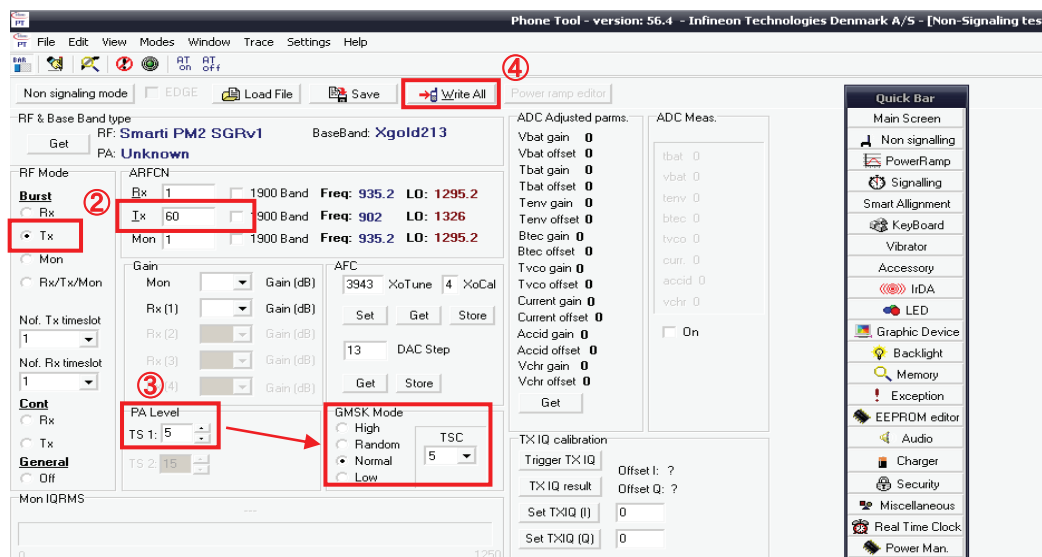 PT
Phone Tool - version: 56.4 - Infineon Technologies Denmark A/S - [Non-Signaling tes
PT File Edit View Modes Window Trace Settings Help
BAR AT on AT off
④
Non signaling mode EDGE Load File Save Write All Power ramp editor
RF & Base Band type
Get
RF: Smarti PM2 SGRv1 BaseBand: Xgold213
PA: Unknown
RF Mode
Burst
Rx
Tx
Mon
Rx/Tx/Mon
Nof. Tx timeslot
1
Nof. Rx timeslot
1
Cont
Rx
Tx
General
Off
②
ARFCN
Rx 1 1900 Band Freq: 935.2 LO: 1295.2
Tx 60 1900 Band Freq: 902 LO: 1326
Mon 1 1900 Band Freq: 935.2 LO: 1295.2
Gain
Mon Gain (dB)
Rx (1) Gain (dB)
Rx (2) Gain (dB)
Rx (3) Gain (dB)
(4) Gain (dB)
③
AFC
3943 XoTune 4 XoCal
Set Get Store
13 DAC Step
Get Store
PA Level
TS 1: 5
TS 2: 15
GMSK Mode
High
Random
Normal
Low
TSC
5
Mon IQRMS
---
0 1250
ADC Adjusted parms.
Vbat gain 0
Vbat offset 0
Tbat gain 0
Tbat offset 0
Tenv gain 0
Tenv offset 0
Btec gain 0
Btec offset 0
Tvco gain 0
Tvco offset 0
Current gain 0
Current offset 0
Accid gain 0
Accid offset 0
Vchr gain 0
Vchr offset 0
Get
ADC Meas.
tbat 0
vbat 0
tenv 0
btec 0
tvco 0
curr. 0
accid 0
vchr 0
On
TX IQ calibration
Trigger TX IQ
TX IQ result
Offset I: ?
Offset Q: ?
Set TXIQ (I) 0
Set TXIQ (Q) 0
Quick Bar
Main Screen
Non signalling
PowerRamp
Signalling
Smart Allignment
KeyBoard
Vibrator
Accessory
IrDA
LED
Graphic Device
Backlight
Memory
Exception
EEPROM editor
Audio
Charger
Security
Miscellaneous
Real Time Clock
Power Man.